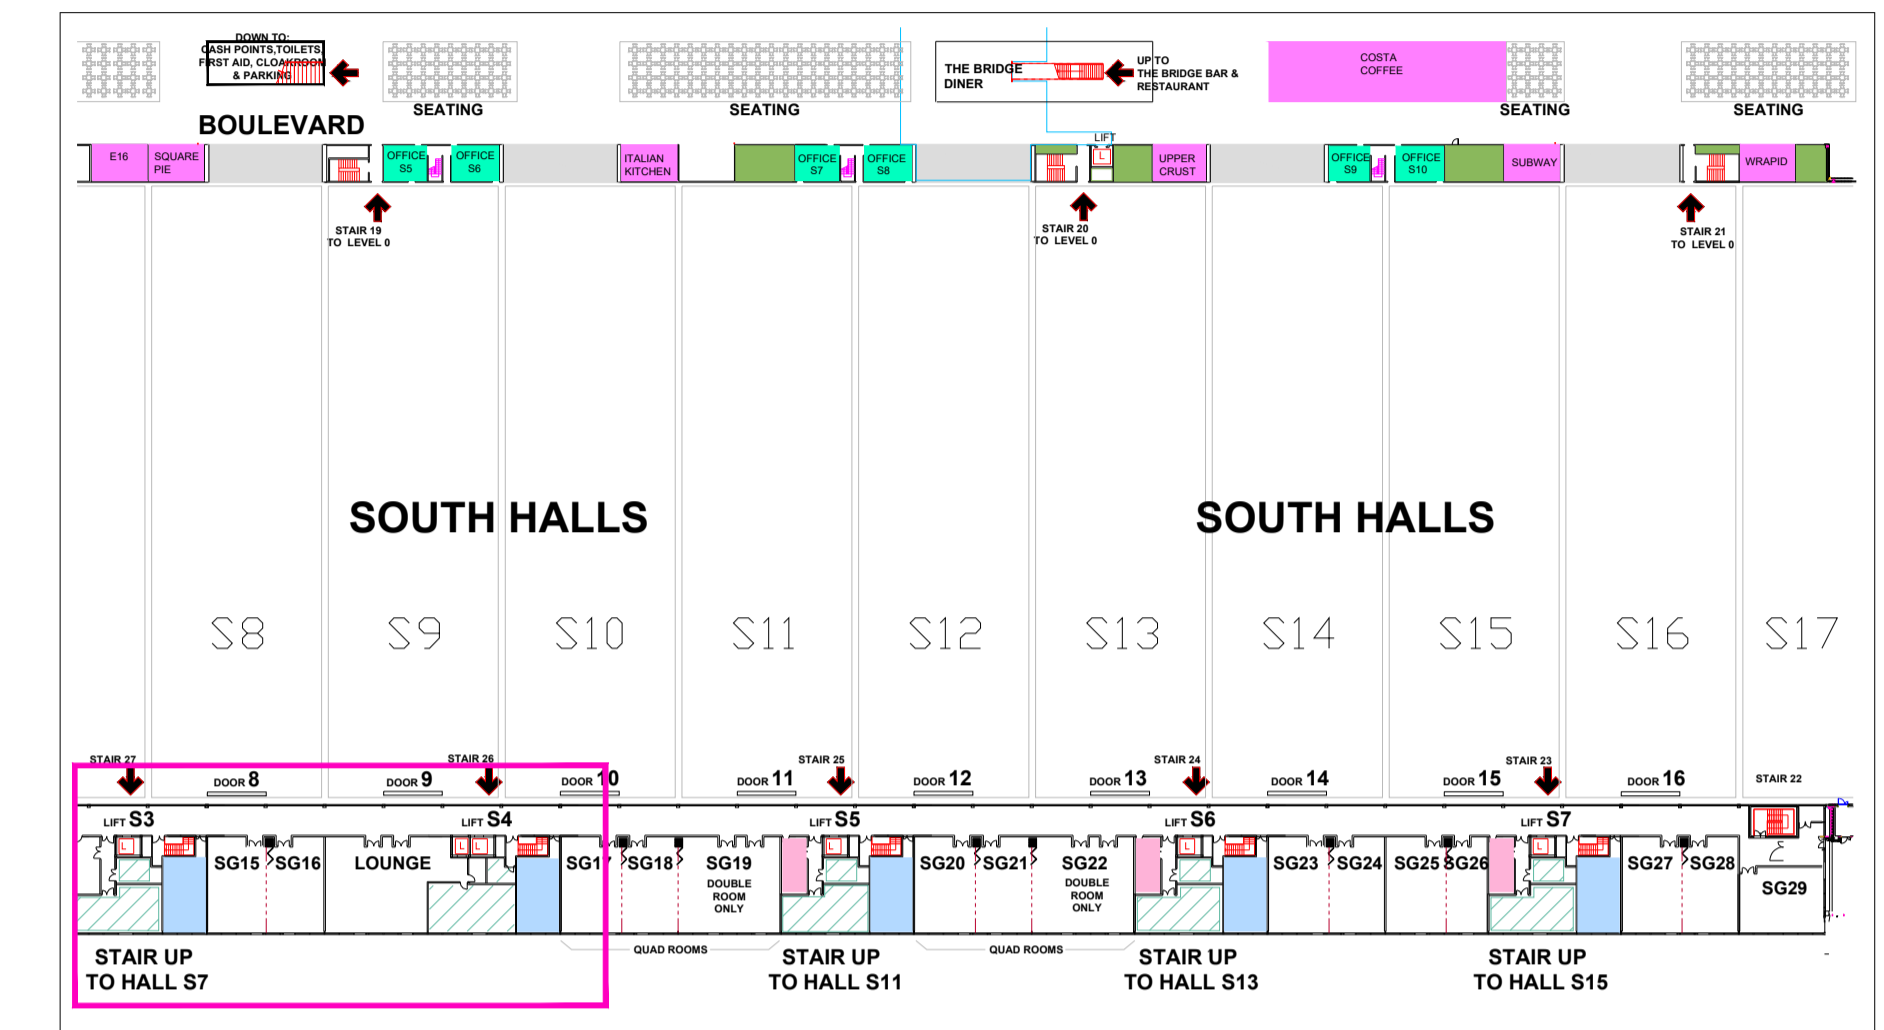 DOWN TO:
CASH POINTS,TOILETS,
FIRST AID, CLOAKROOM
& PARKING
SEATING
SEATING
THE BRIDGE
DINER
UP TO
THE BRIDGE BAR &
RESTAURANT
COSTA
COFFEE
SEATING
SEATING
BOULEVARD
E16
SQUARE
PIE
OFFICE
S5
OFFICE
S6
ITALIAN
KITCHEN
OFFICE
S7
OFFICE
S8
LIFT
L
UPPER
CRUST
OFFICE
S9
OFFICE
S10
SUBWAY
WRAPID
STAIR 19
TO LEVEL 0
STAIR 20
TO LEVEL 0
STAIR 21
TO LEVEL 0
SOUTH HALLS
SOUTH HALLS
S8
S9
S10
S11
S12
S13
S14
S15
S16
S17
STAIR 27
DOOR 8
DOOR 9
STAIR 26
DOOR 10
DOOR 11
STAIR 25
DOOR 12
DOOR 13
STAIR 24
DOOR 14
DOOR 15
STAIR 23
DOOR 16
STAIR 22
LIFT S3
LIFT S4
LIFT S5
LIFT S6
LIFT S7
L
L
L
L
L
L
SG15
SG16
LOUNGE
SG17
SG18
SG19
DOUBLE
ROOM
ONLY
SG20
SG21
SG22
DOUBLE
ROOM
ONLY
SG23
SG24
SG25
SG26
SG27
SG28
SG29
QUAD ROOMS
QUAD ROOMS
STAIR UP
TO HALL S7
STAIR UP
TO HALL S11
STAIR UP
TO HALL S13
STAIR UP
TO HALL S15